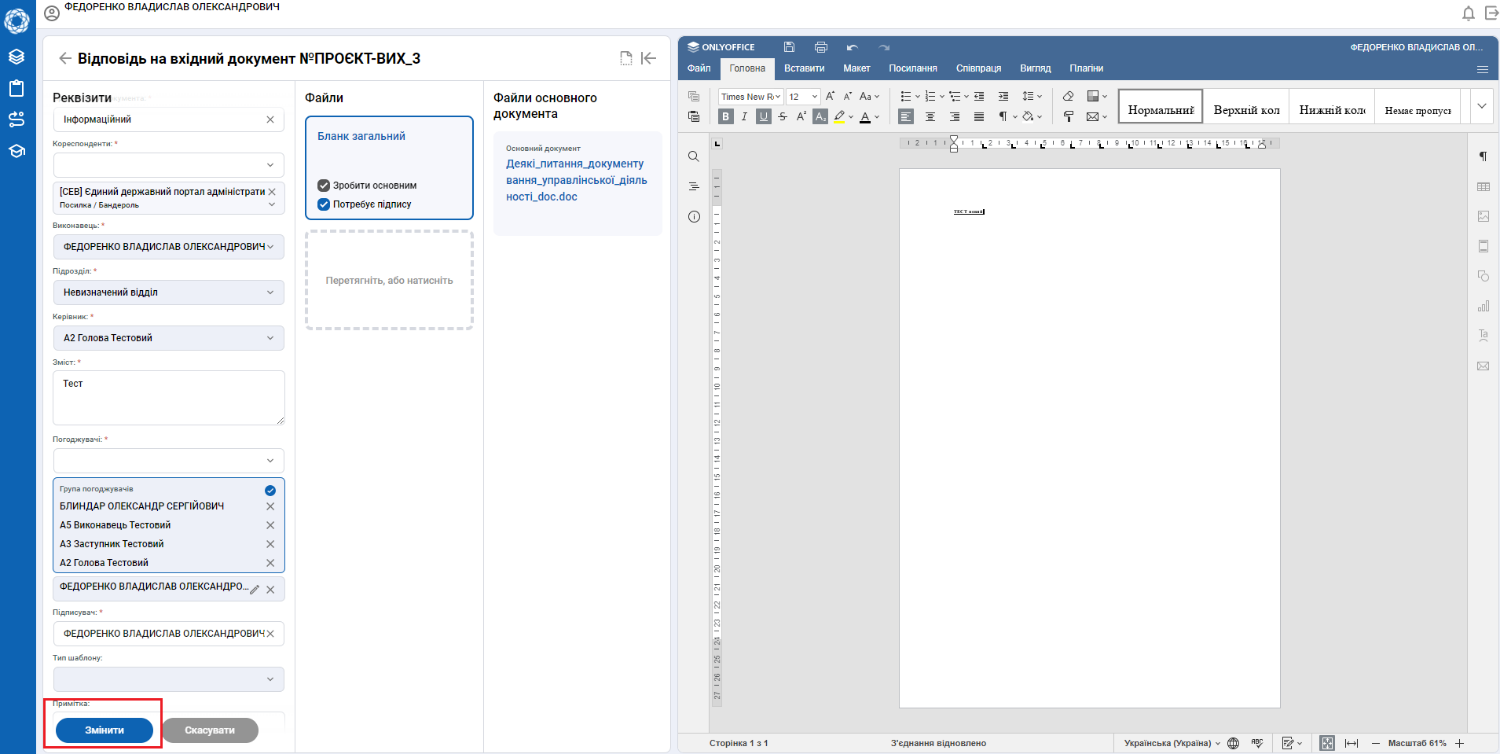 ФЕДОРЕНКО ВЛАДИСЛАВ ОЛЕКСАНДРОВИЧ
Відповідь на вхідний документ №ПРОЄКТ-ВИХ_3
Реквізити
Інформаційний
Кореспонденти: *
[СЕВ] Єдиний державний портал адміністрати
Посилка / Бандероль
Виконавець: *
ФЕДОРЕНКО ВЛАДИСЛАВ ОЛЕКСАНДРОВИЧ
Підрозділ: *
Невизначений відділ
Керівник: *
А2 Голова Тестовий
Зміст: *
Тест
Погоджувачі: *
Група погоджувачів
БЛИНДАР ОЛЕКСАНДР СЕРГІЙОВИЧ
А5 Виконавець Тестовий
А3 Заступник Тестовий
А2 Голова Тестовий
ФЕДОРЕНКО ВЛАДИСЛАВ ОЛЕКСАНДРО...
Підписувач: *
ФЕДОРЕНКО ВЛАДИСЛАВ ОЛЕКСАНДРОВИЧ
Тип шаблону:
Примітка:
Змінити Скасувати
Файли
Бланк загальний
Зробити основним
Потребує підпису
Перетягніть, або натисніть
Файли основного
документа
Основний документ
Деякі_питання_документу
вання_управлінської_діяль
ності_doc.doc
ONLYOFFICE ФЕДОРЕНКО ВЛАДИСЛАВ ОЛ...
Файл Головна Вставити Макет Посилання Співпраця Вигляд Плагіни
Times New R 12 Aa
Нормальний Верхній кол Нижній коло Немає пропуск
Сторінка 1 з 1 З'єднання відновлено Українська (Україна) Масштаб 61%